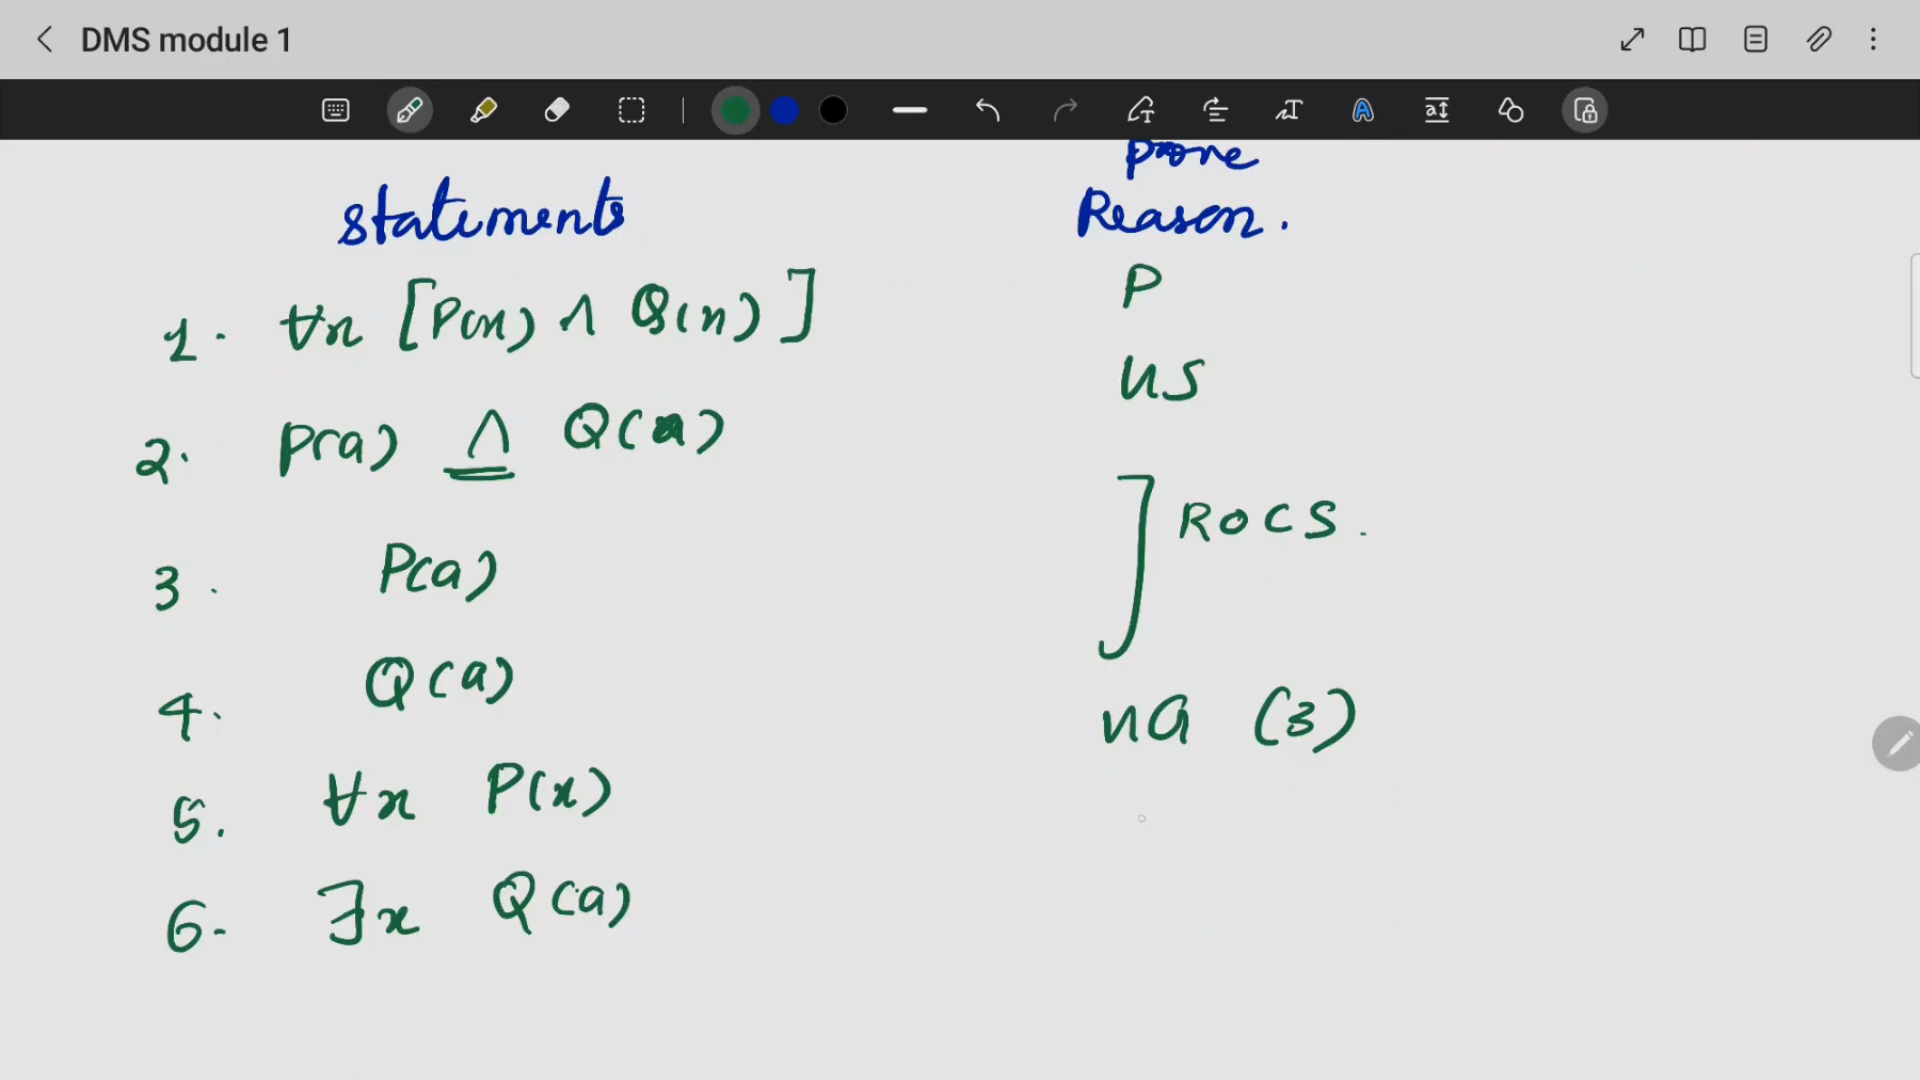 DMS module 1
prove
statements Reason.
1. ∀x [P(x) ∧ Q(x)] P
US
2. P(a) ∧ Q(a)
] ROCS.
3. P(a)
4. Q(a)
UG (3)
5. ∀x P(x)
6. ∃x Q(a)